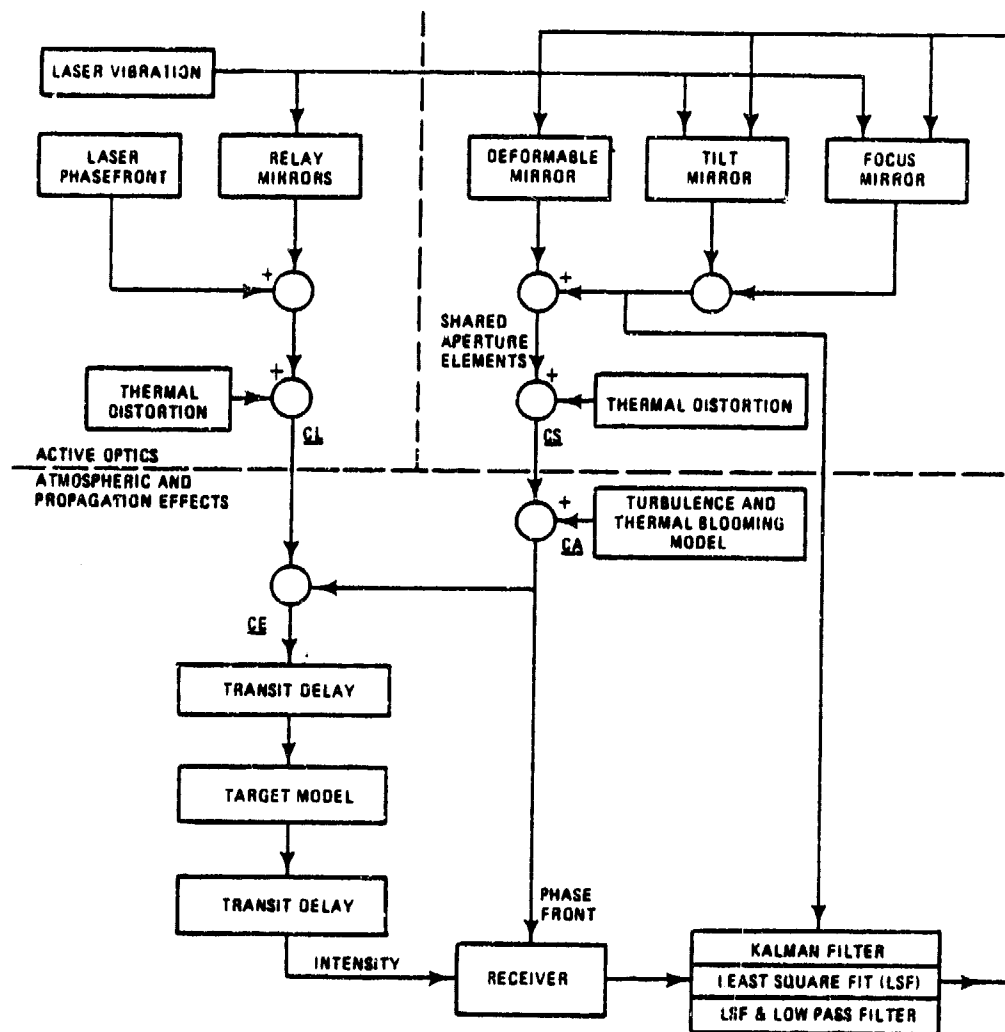 LASER VIBRATION
LASER
PHASEFRONT
RELAY
MIRRORS
DEFORMABLE
MIRROR
TILT
MIRROR
FOCUS
MIRROR
+
+
SHARED
APERTURE
ELEMENTS
+
THERMAL
DISTORTION
+
THERMAL DISTORTION
CL
CS
ACTIVE OPTICS
ATMOSPHERIC AND
PROPAGATION EFFECTS
+
TURBULENCE AND
THERMAL BLOOMING
MODEL
CA
CE
TRANSIT DELAY
TARGET MODEL
TRANSIT DELAY
PHASE
FRONT
INTENSITY
RECEIVER
KALMAN FILTER
LEAST SQUARE FIT (LSF)
LSF & LOW PASS FILTER